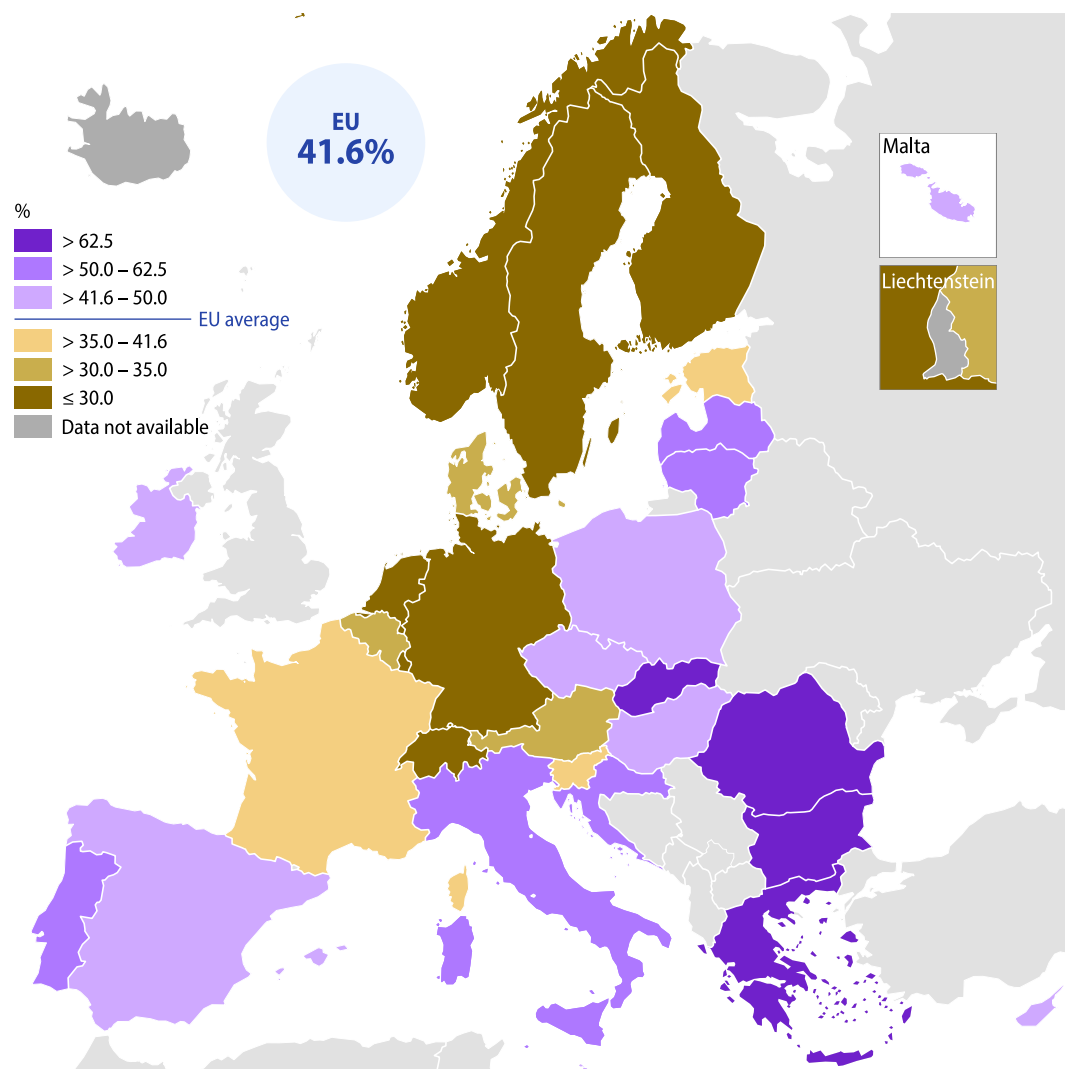 EU
41.6%
%
> 62.5
> 50.0 – 62.5
> 41.6 – 50.0
EU average
> 35.0 – 41.6
> 30.0 – 35.0
≤ 30.0
Data not available
Malta
Liechtenstein